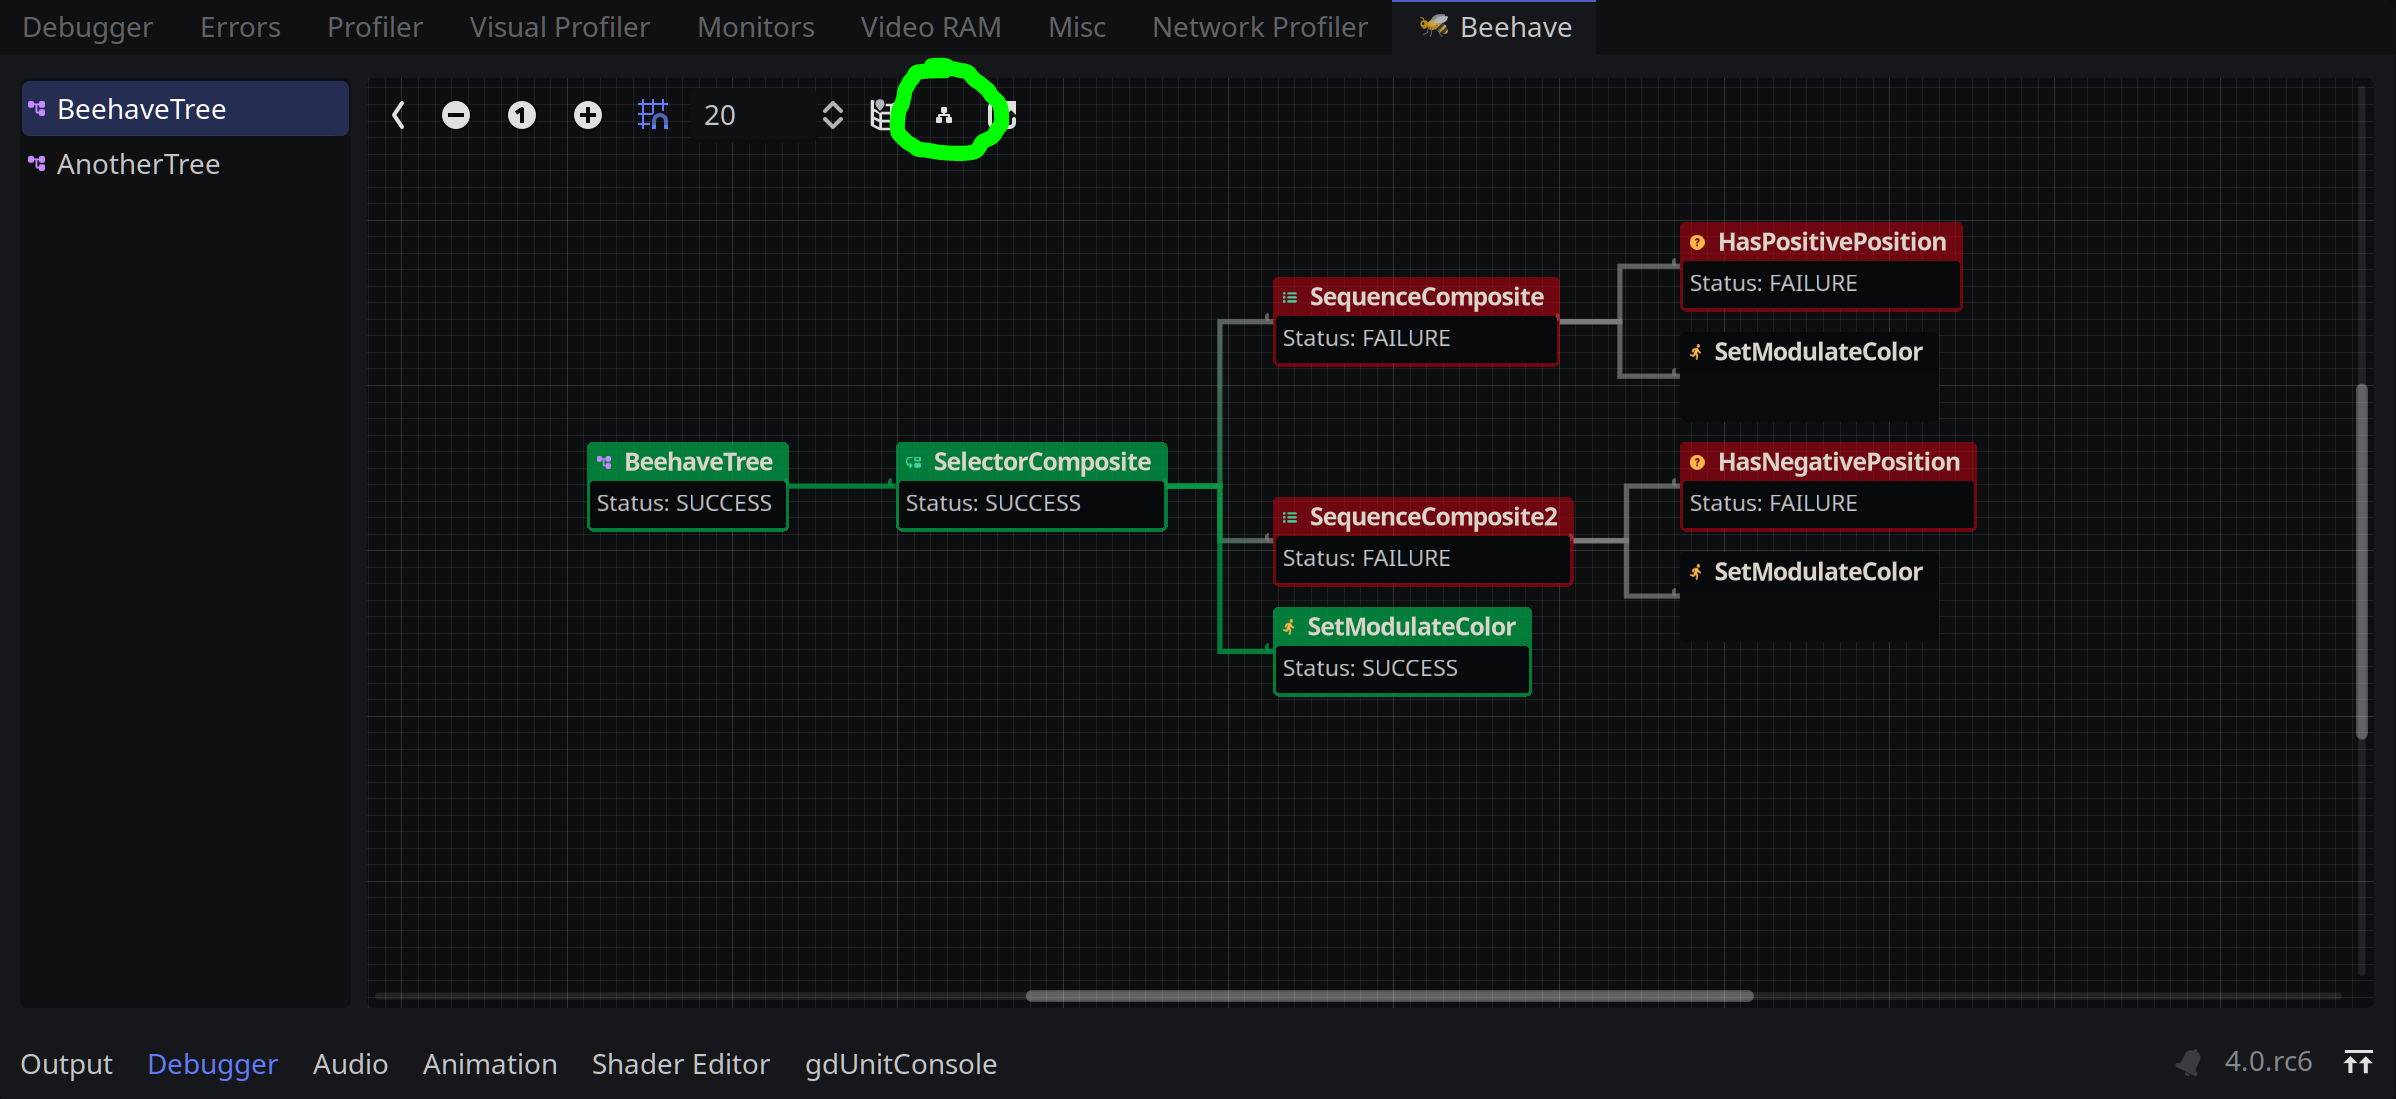 Debugger Errors Profiler Visual Profiler Monitors Video RAM Misc Network Profiler Beehave
BeehaveTree
AnotherTree
20
HasPositivePosition
Status: FAILURE
SequenceComposite
Status: FAILURE
SetModulateColor
BeehaveTree
Status: SUCCESS
SelectorComposite
Status: SUCCESS
HasNegativePosition
Status: FAILURE
SequenceComposite2
Status: FAILURE
SetModulateColor
SetModulateColor
Status: SUCCESS
Output Debugger Audio Animation Shader Editor gdUnitConsole 4.0.rc6